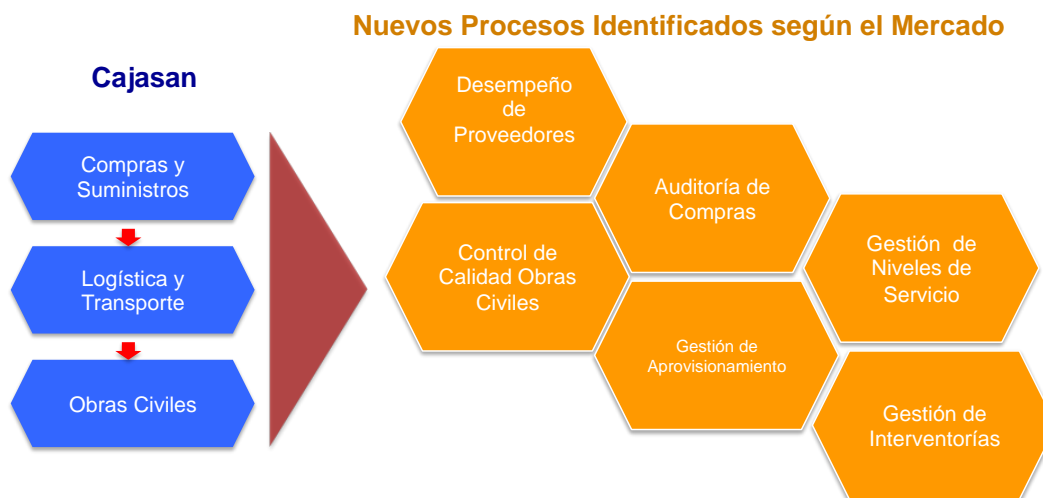 Nuevos Procesos Identificados según el Mercado
Cajasan
Compras y
Suministros
Logística y
Transporte
Obras Civiles
Desempeño
de
Proveedores
Control de
Calidad Obras
Civiles
Auditoría de
Compras
Gestión de
Aprovisionamiento
Gestión de
Niveles de
Servicio
Gestión de
Interventorías